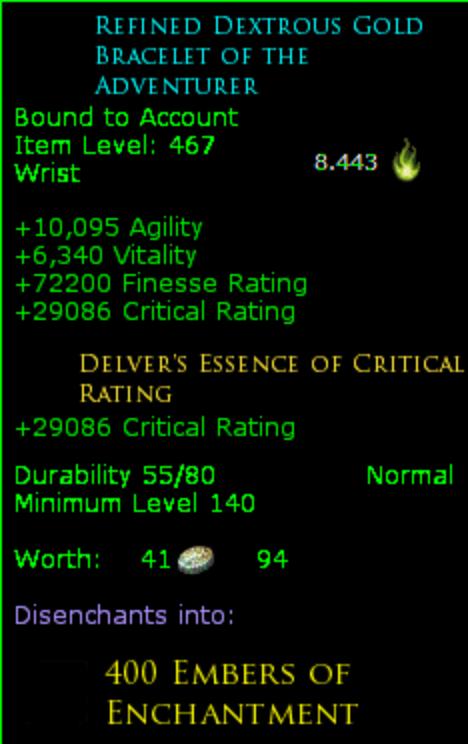 Refined Dextrous Gold
Bracelet of the
Adventurer
Bound to Account
Item Level: 467
8.443
Wrist
+10,095 Agility
+6,340 Vitality
+72200 Finesse Rating
+29086 Critical Rating
Delver's Essence of Critical
Rating
+29086 Critical Rating
Durability 55/80 Normal
Minimum Level 140
Worth: 41 94
Disenchants into:
400 Embers of
Enchantment